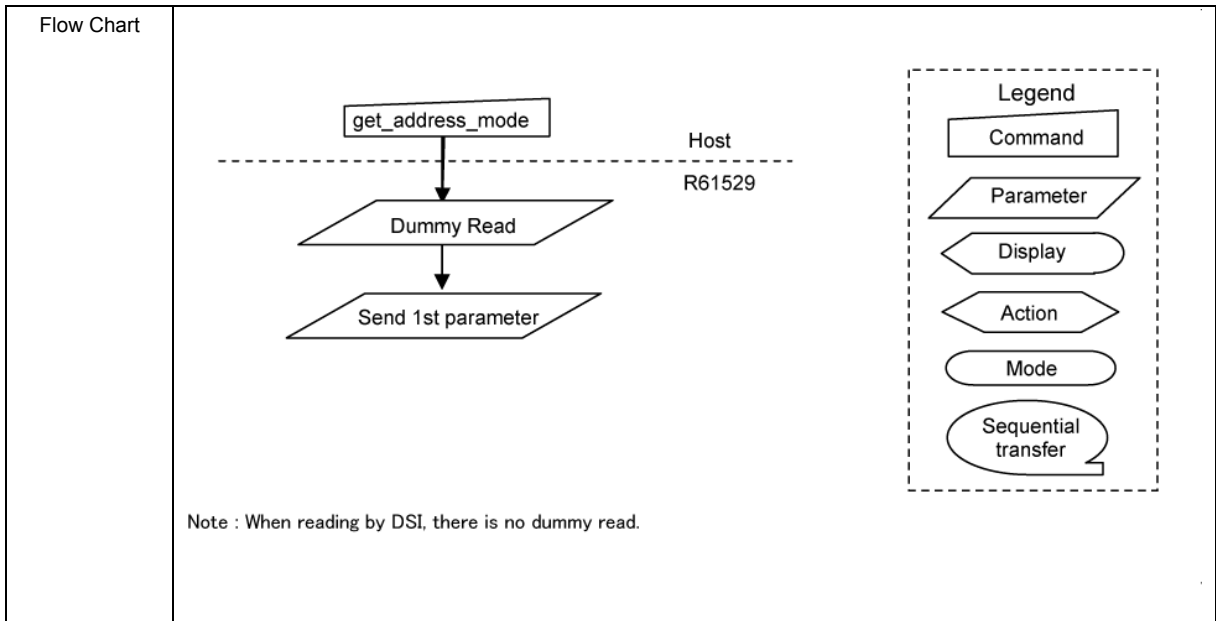 Flow Chart
get_address_mode
Host
R61529
Dummy Read
Send 1st parameter
Legend
Command
Parameter
Display
Action
Mode
Sequential
transfer
Note : When reading by DSI, there is no dummy read.